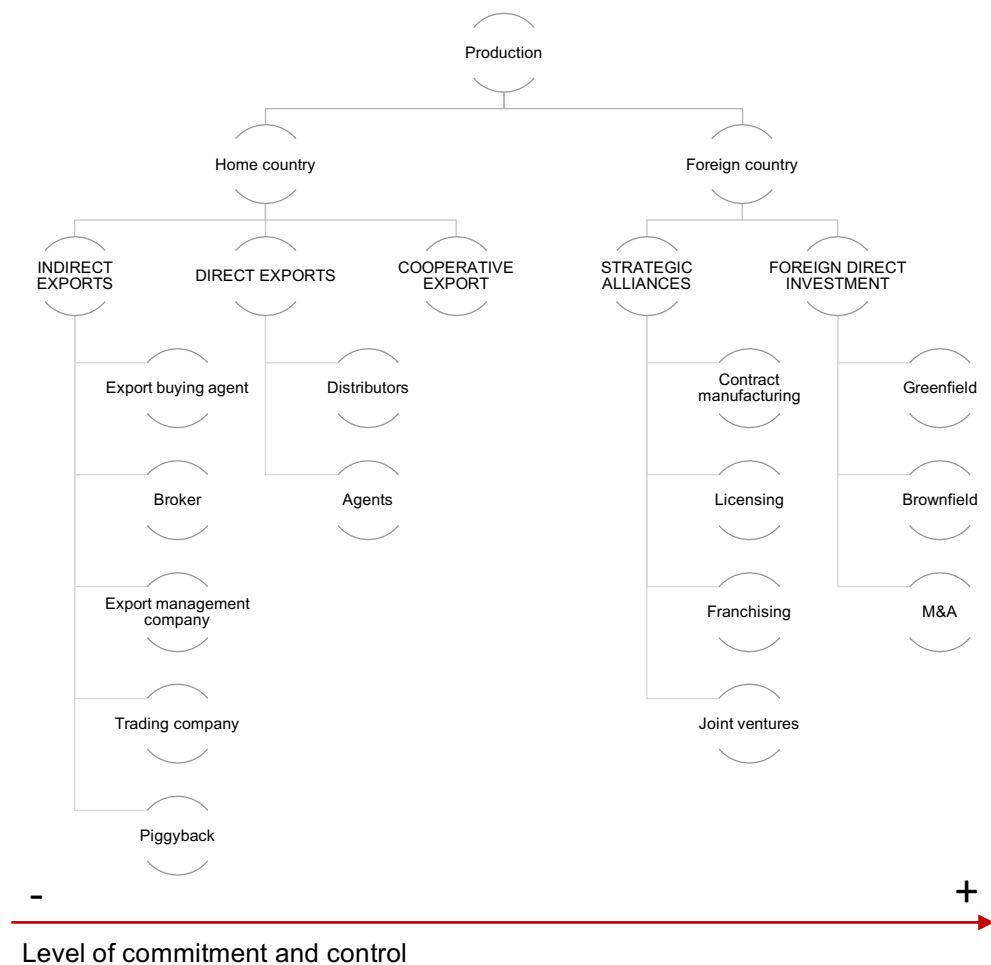 Production
Home country
Foreign country
INDIRECT
EXPORTS
DIRECT EXPORTS
COOPERATIVE
EXPORT
STRATEGIC
ALLIANCES
FOREIGN DIRECT
INVESTMENT
Export buying agent
Distributors
Contract
manufacturing
Greenfield
Broker
Agents
Licensing
Brownfield
Export management
company
Franchising
M&A
Trading company
Joint ventures
Piggyback
- +
Level of commitment and control